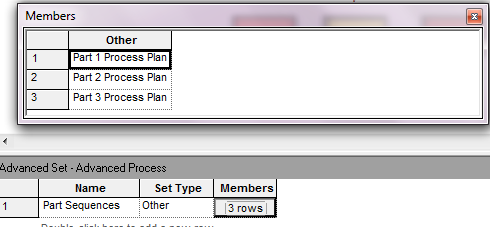 Members
Other
1 Part 1 Process Plan
2 Part 2 Process Plan
3 Part 3 Process Plan
Advanced Set - Advanced Process
Name Set Type Members
1 Part Sequences Other 3 rows
Double-click here to add a new row.